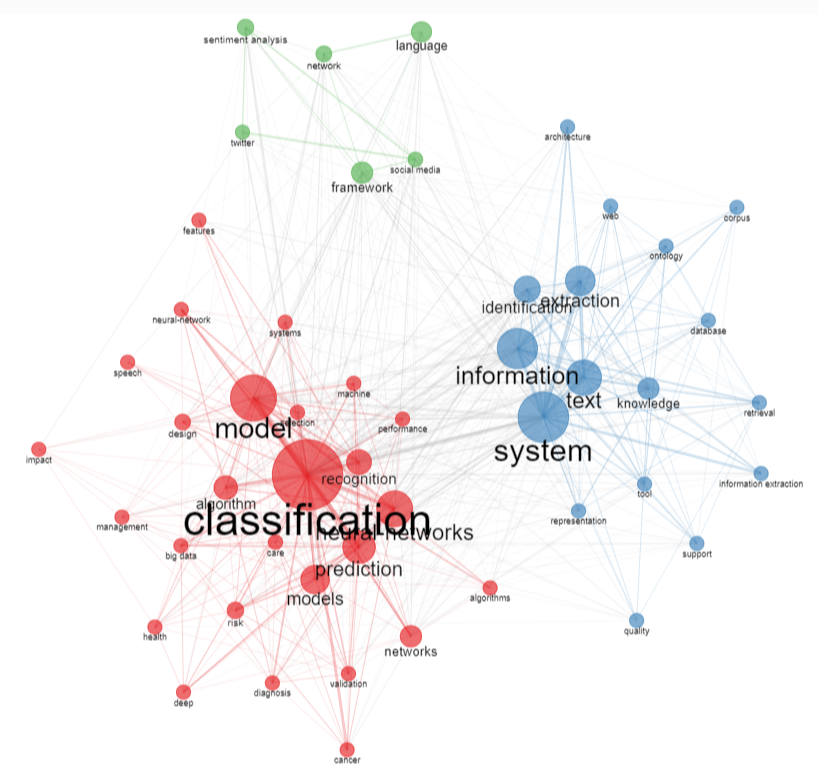 sentiment analysis
language
network
architecture
twitter
social media
framework
web
corpus
features
ontology
identification
extraction
neural-network
systems
database
speech
information
machine
text
knowledge
retrieval
model
selection
design
performance
system
impact
recognition
information extraction
tool
algorithm
classification
representation
management
neural-networks
big data
care
support
prediction
models
algorithms
risk
health
quality
networks
validation
diagnosis
deep
cancer